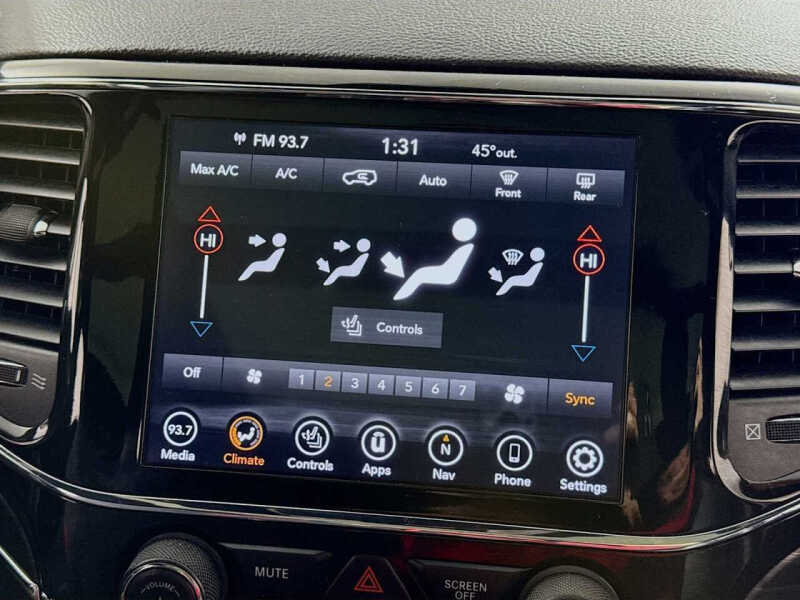 FM 93.7 1:31 45° out.
Max A/C A/C Auto Front Rear
HI HI
Controls
Off 1 2 3 4 5 6 7 Sync
93.7 N
Media Climate Controls Apps Nav Phone Settings
VOLUME MUTE SCREEN OFF